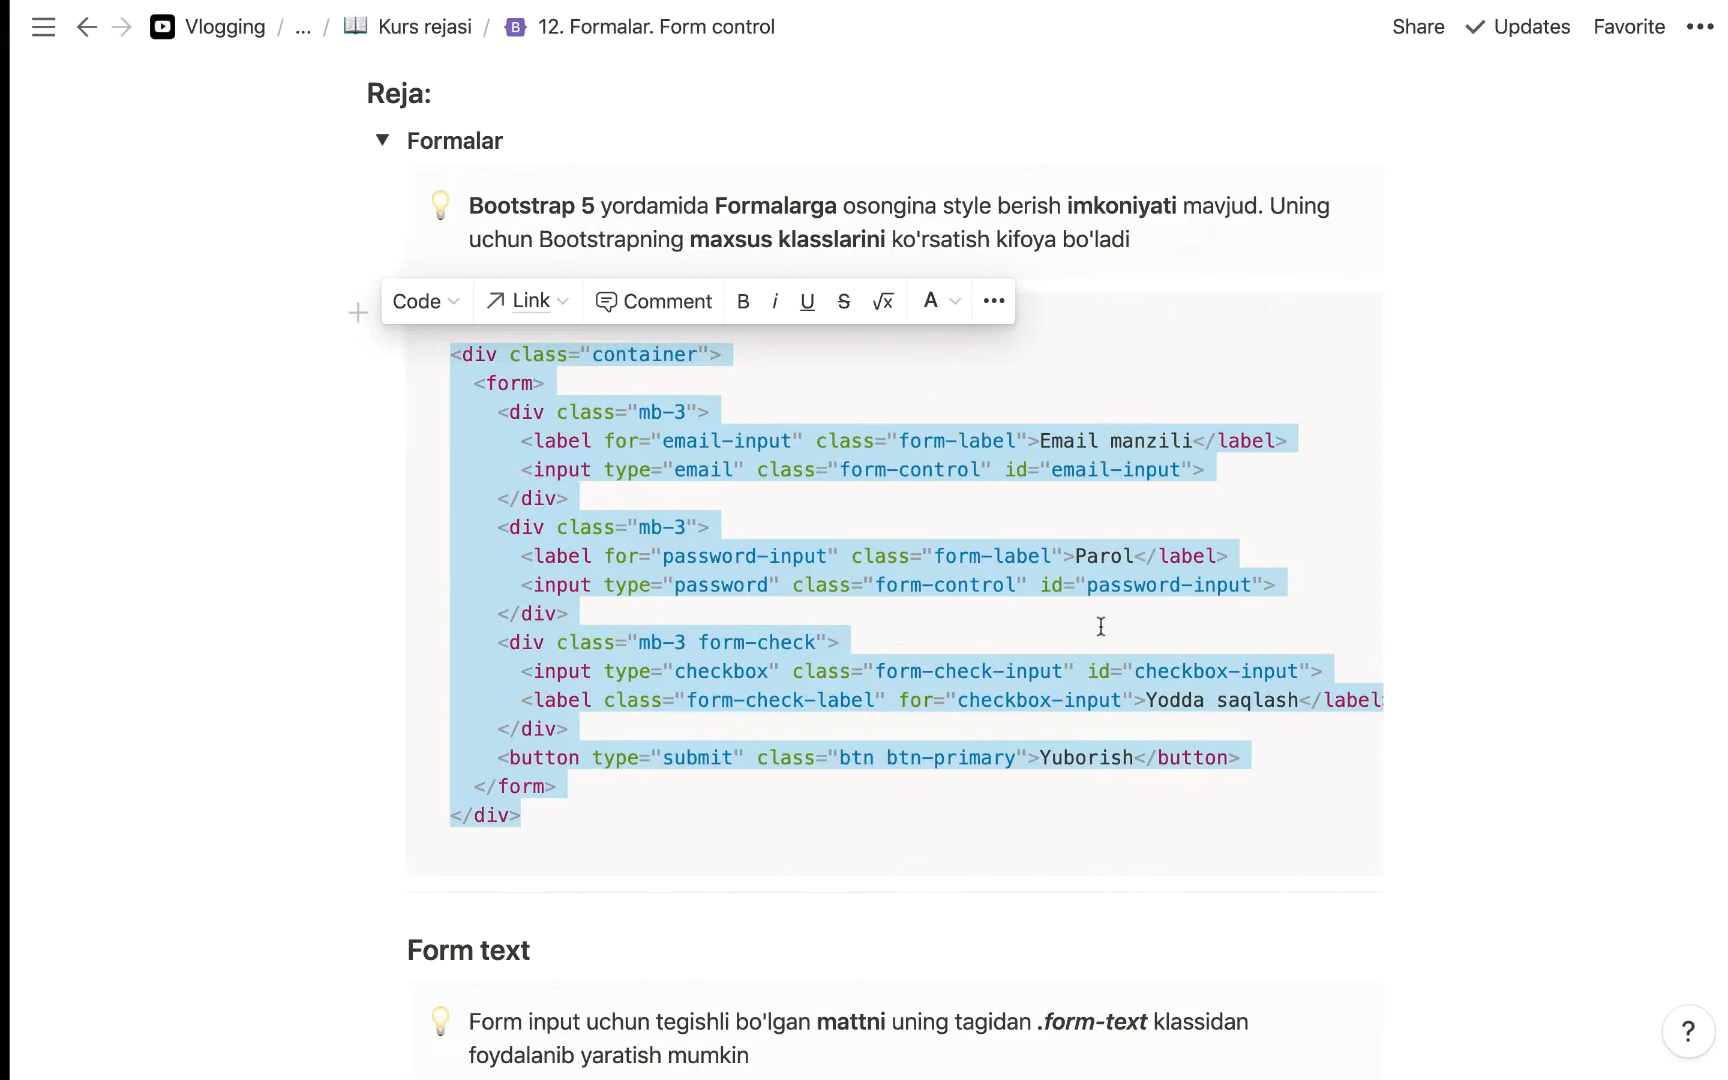 Vlogging / ... / Kurs rejasi / B 12. Formalar. Form control Share Updates Favorite •••
Reja:
Formalar
Bootstrap 5 yordamida Formalarga osongina style berish imkoniyati mavjud. Uning
uchun Bootstrapning maxsus klasslarini ko'rsatish kifoya bo'ladi
Code Link Comment B i U S √x A •••
<div class="container">
  <form>
    <div class="mb-3">
      <label for="email-input" class="form-label">Email manzili</label>
      <input type="email" class="form-control" id="email-input">
    </div>
    <div class="mb-3">
      <label for="password-input" class="form-label">Parol</label>
      <input type="password" class="form-control" id="password-input">
    </div>
    <div class="mb-3 form-check">
      <input type="checkbox" class="form-check-input" id="checkbox-input">
      <label class="form-check-label" for="checkbox-input">Yodda saqlash</label
    </div>
    <button type="submit" class="btn btn-primary">Yuborish</button>
  </form>
</div>
Form text
Form input uchun tegishli bo'lgan mattni uning tagidan .form-text klassidan
foydalanib yaratish mumkin
?